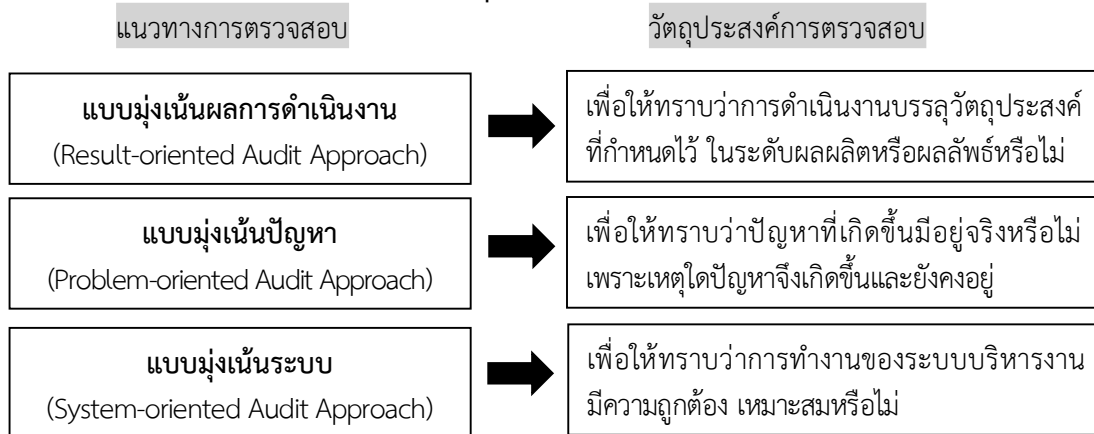 แนวทางการตรวจสอบ
วัตถุประสงค์การตรวจสอบ
แบบมุ่งเน้นผลการดำเนินงาน
(Result-oriented Audit Approach)
เพื่อให้ทราบว่าการดำเนินงานบรรลุวัตถุประสงค์
ที่กำหนดไว้ ในระดับผลผลิตหรือผลลัพธ์หรือไม่
แบบมุ่งเน้นปัญหา
(Problem-oriented Audit Approach)
เพื่อให้ทราบว่าปัญหาที่เกิดขึ้นมีอยู่จริงหรือไม่
เพราะเหตุใดปัญหาจึงเกิดขึ้นและยังคงอยู่
แบบมุ่งเน้นระบบ
(System-oriented Audit Approach)
เพื่อให้ทราบว่าการทำงานของระบบบริหารงาน
มีความถูกต้อง เหมาะสมหรือไม่